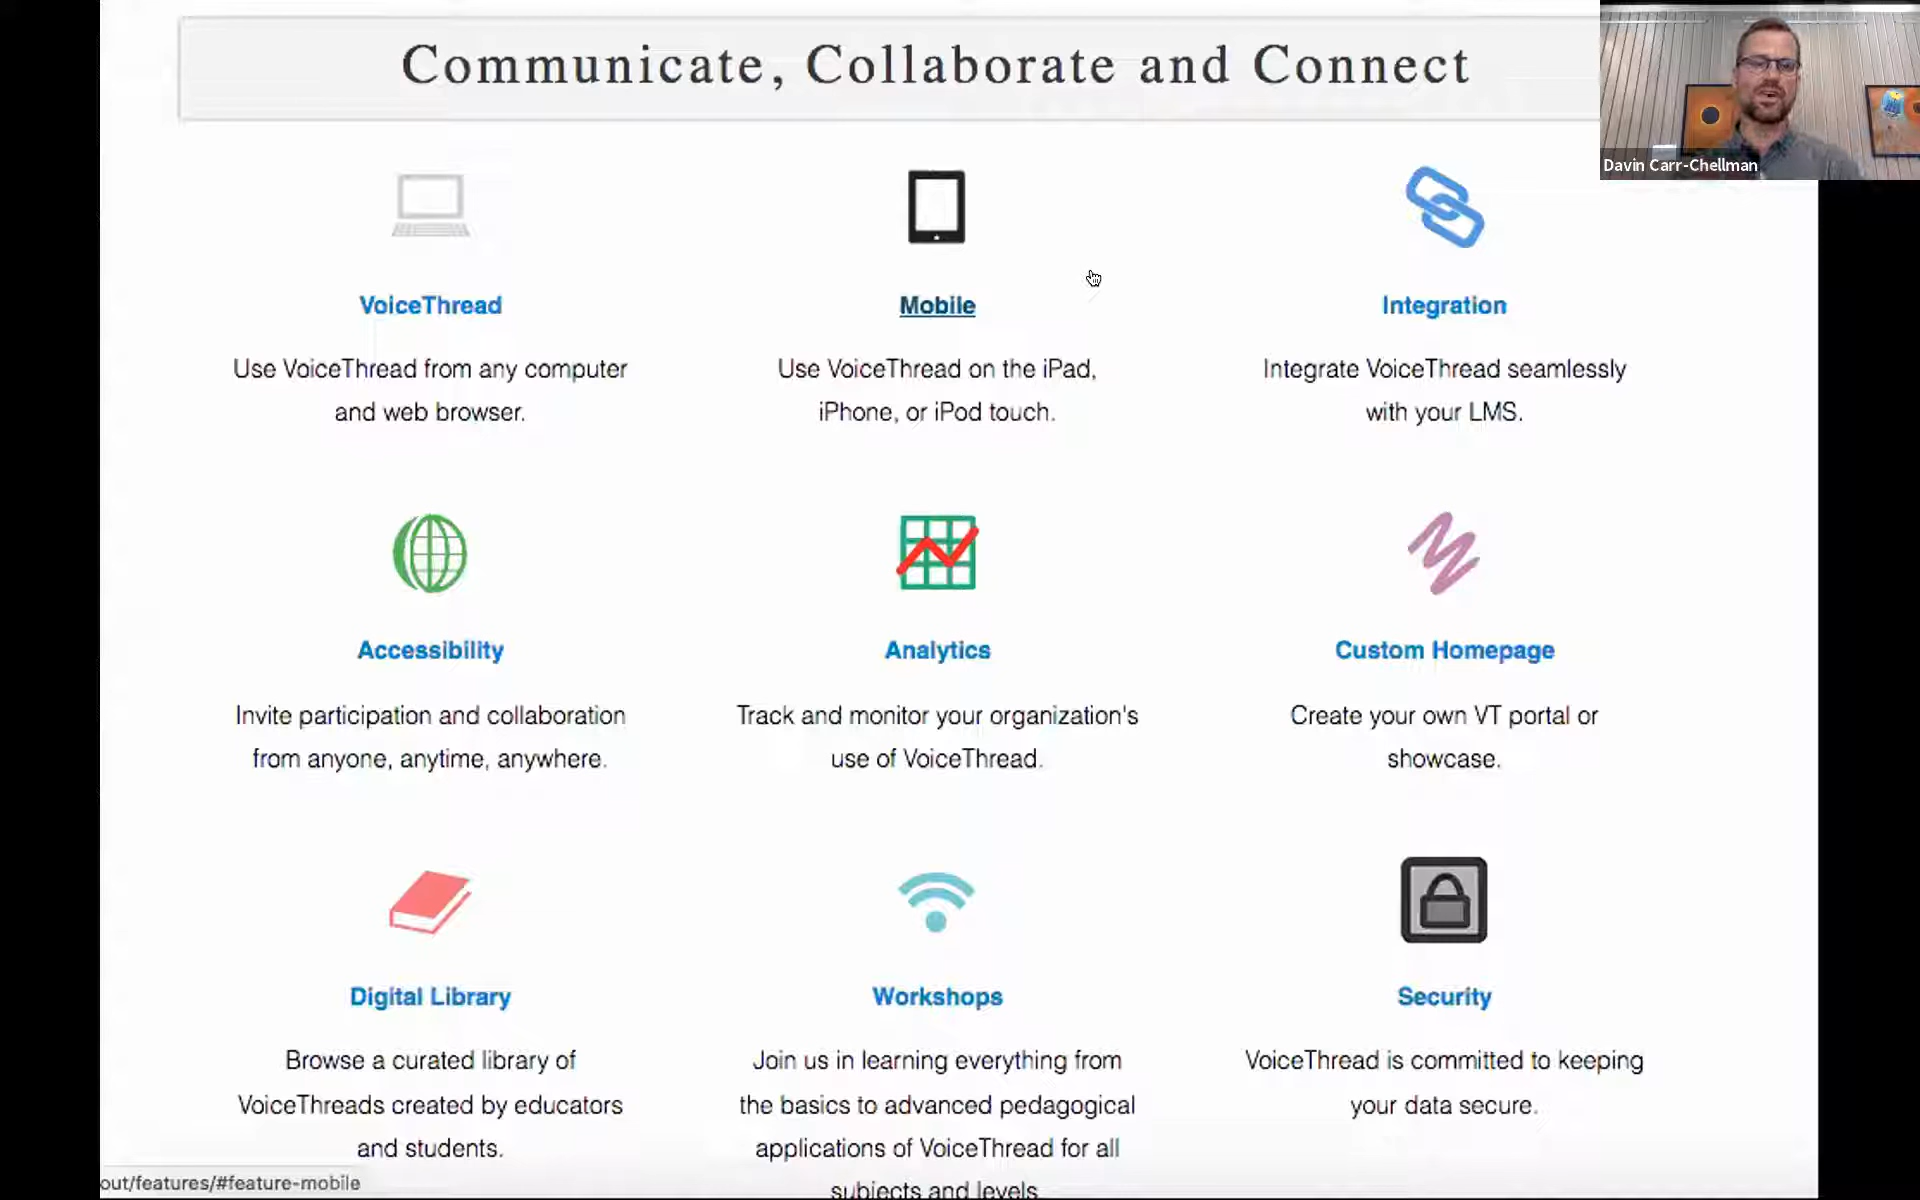 Communicate, Collaborate and Connect
Davin Carr-Chellman
VoiceThread
Use VoiceThread from any computer
and web browser.
Mobile
Use VoiceThread on the iPad,
iPhone, or iPod touch.
Integration
Integrate VoiceThread seamlessly
with your LMS.
Accessibility
Invite participation and collaboration
from anyone, anytime, anywhere.
Analytics
Track and monitor your organization's
use of VoiceThread.
Custom Homepage
Create your own VT portal or
showcase.
Digital Library
Browse a curated library of
VoiceThreads created by educators
and students.
Workshops
Join us in learning everything from
the basics to advanced pedagogical
applications of VoiceThread for all
subjects and levels
Security
VoiceThread is committed to keeping
your data secure.
out/features/#feature-mobile